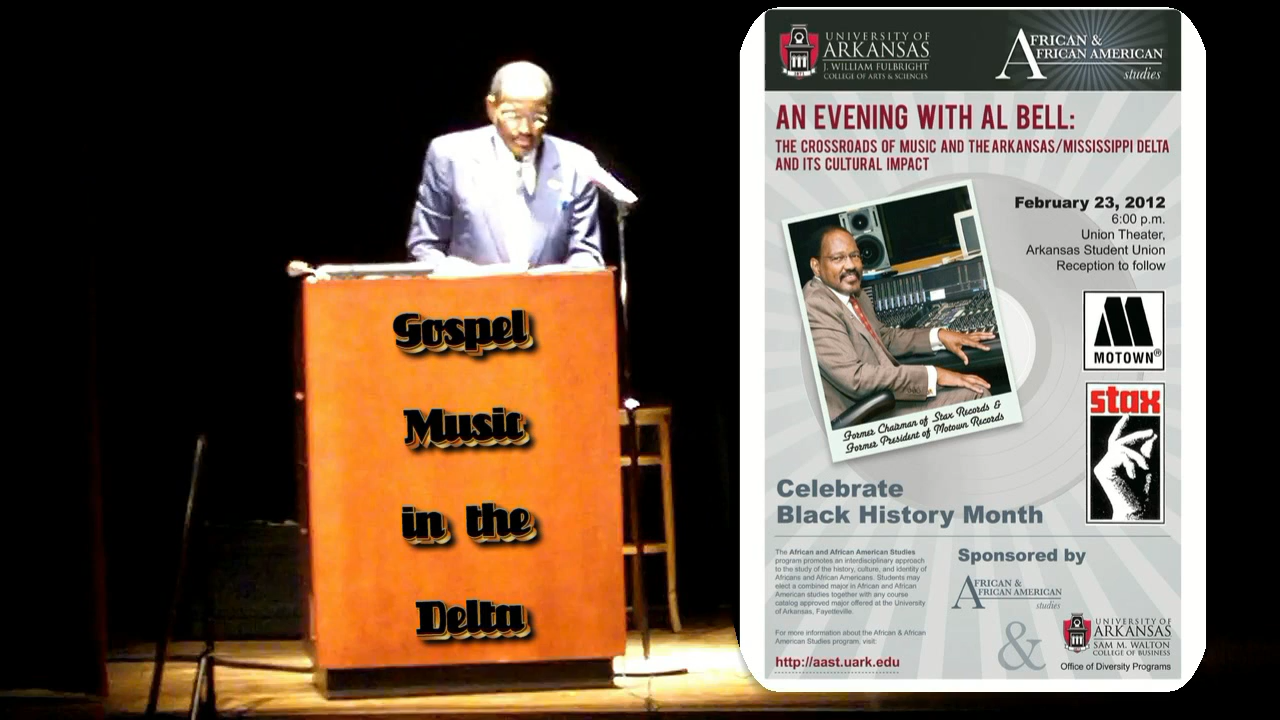 Gospel
Music
in the
Delta
UNIVERSITY OF
ARKANSAS
J. WILLIAM FULBRIGHT
COLLEGE OF ARTS & SCIENCES
1871
AFRICAN &
AFRICAN AMERICAN
studies
AN EVENING WITH AL BELL:
THE CROSSROADS OF MUSIC AND THE ARKANSAS/MISSISSIPPI DELTA
AND ITS CULTURAL IMPACT
February 23, 2012
6:00 p.m.
Union Theater,
Arkansas Student Union
Reception to follow
MOTOWN®
stax
Former Chairman of Stax Records &
Former President of Motown Records
Celebrate
Black History Month
The African and African American Studies
program promotes an interdisciplinary approach
to the study of the history, culture, and identity of
Africans and African Americans. Students may
elect a combined major in African and African
American studies together with any course
catalog approved major offered at the University
of Arkansas, Fayetteville.
For more information about the African & African
American Studies program, visit:
http://aast.uark.edu
Sponsored by
AFRICAN &
AFRICAN AMERICAN
studies
&
UNIVERSITY OF
ARKANSAS
SAM M. WALTON
COLLEGE OF BUSINESS
Office of Diversity Programs